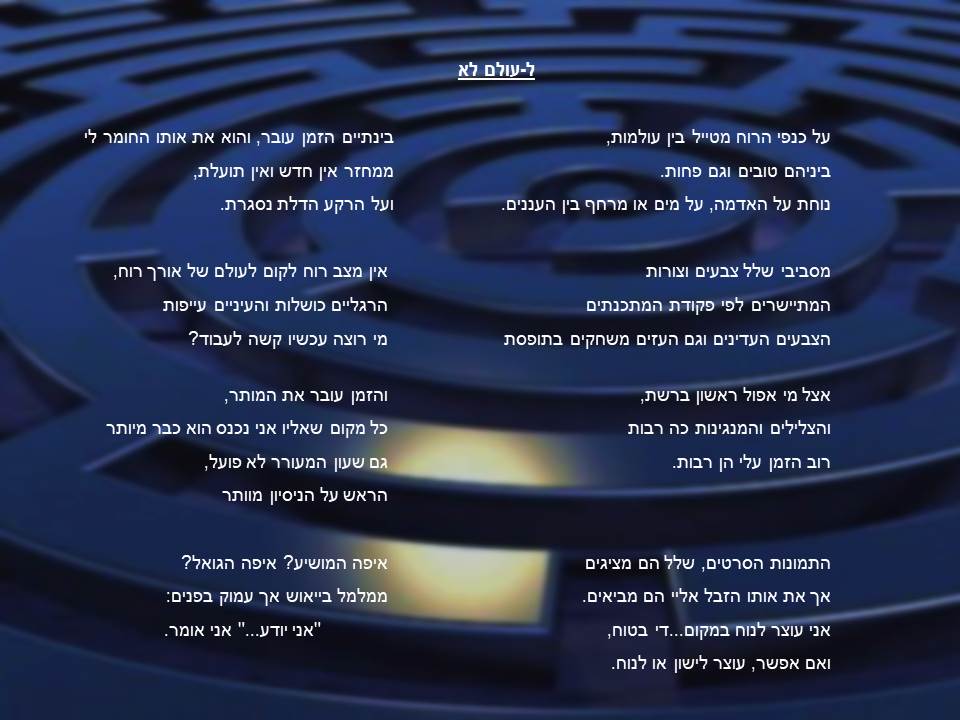 ל-עולם לא
על כנפי הרוח מטייל בין עולמות,
ביניהם טובים וגם פחות.
נוחת על האדמה, על מים או מרחף בין העננים.
מסביבי שלל צבעים וצורות
המתיישרים לפי פקודת המתכנתים
הצבעים העדינים וגם העזים משחקים בתופסת
אצל מי אפול ראשון ברשת,
והצלילים והמנגינות כה רבות
רוב הזמן עלי הן רבות.
התמונות הסרטים, שלל הם מציגים
אך את אותו הזבל אליי הם מביאים.
אני עוצר לנוח במקום...די בטוח,
ואם אפשר, עוצר לישון או לנוח.
בינתיים הזמן עובר, והוא את אותו החומר לי
ממחזר אין חדש ואין תועלת,
ועל הרקע הדלת נסגרת.
אין מצב רוח לקום לעולם של אורך רוח,
הרגליים כושלות והעיניים עייפות
מי רוצה עכשיו קשה לעבוד?
והזמן עובר את המותר,
כל מקום שאליו אני נכנס הוא כבר מיותר
גם שעון המעורר לא פועל,
הראש על הניסיון מוותר
איפה המושיע? איפה הגואל?
ממלמל בייאוש אך עמוק בפנים:
"אני יודע..." אני אומר.